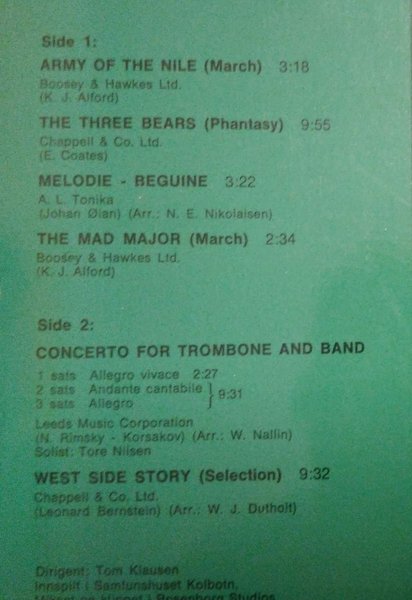 Side 1:
ARMY OF THE NILE (March) 3:18
Boosey & Hawkes Ltd.
(K. J. Alford)
THE THREE BEARS (Phantasy) 9:55
Chappell & Co. Ltd.
(E. Coates)
MELODIE - BEGUINE 3:22
A. L. Tonika
(Johan Øian) (Arr.: N. E. Nikolaisen)
THE MAD MAJOR (March) 2:34
Boosey & Hawkes Ltd.
(K. J. Alford)
Side 2:
CONCERTO FOR TROMBONE AND BAND
1 sats Allegro vivace 2:27
2 sats Andante cantabile
3 sats Allegro } 9:31
Leeds Music Corporation
(N. Rimsky - Korsakov) (Arr.: W. Nallin)
Solist: Tore Nilsen
WEST SIDE STORY (Selection) 9:32
Chappell & Co. Ltd.
(Leonard Bernstein) (Arr.: W. J. Duthoit)
Dirigent: Tom Klausen
Innspilt i Samfunshuset Kolbotn.
Mikset og klippet i Rosenborg Studios